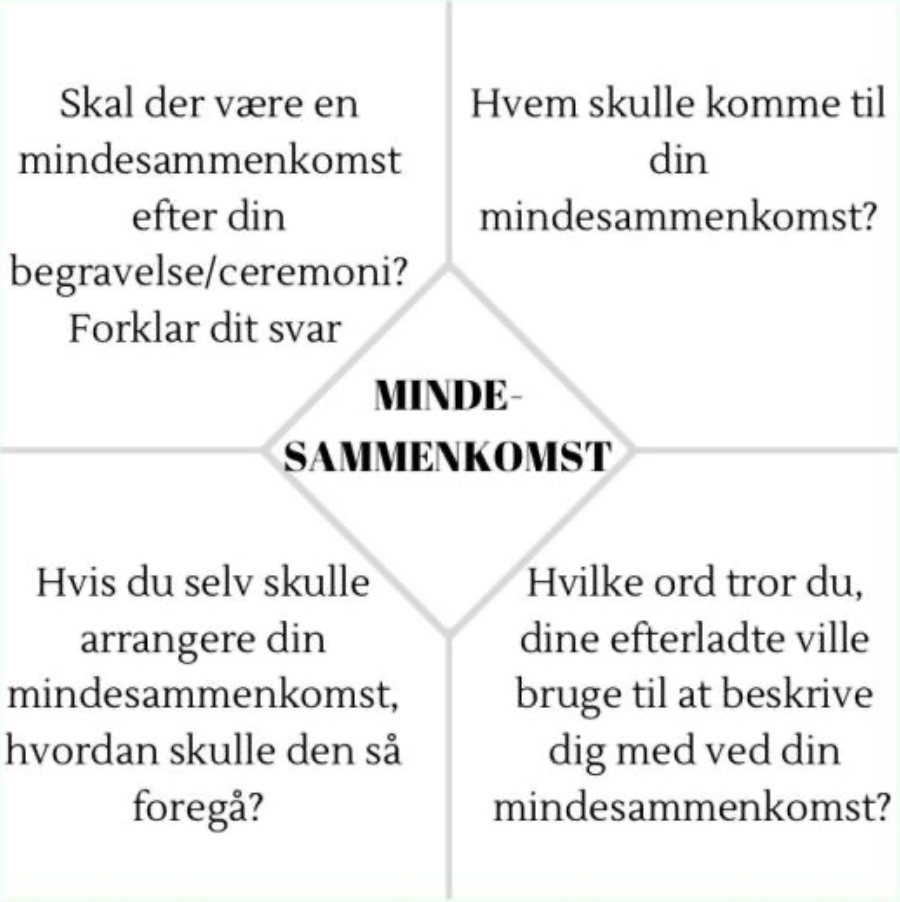 Skal der være en
mindesammenkomst
efter din
begravelse/ceremoni?
Forklar dit svar
Hvem skulle komme til
din
mindesammenkomst?
MINDE-
SAMMENKOMST
Hvis du selv skulle
arrangere din
mindesammenkomst,
hvordan skulle den så
foregå?
Hvilke ord tror du,
dine efterladte ville
bruge til at beskrive
dig med ved din
mindesammenkomst?